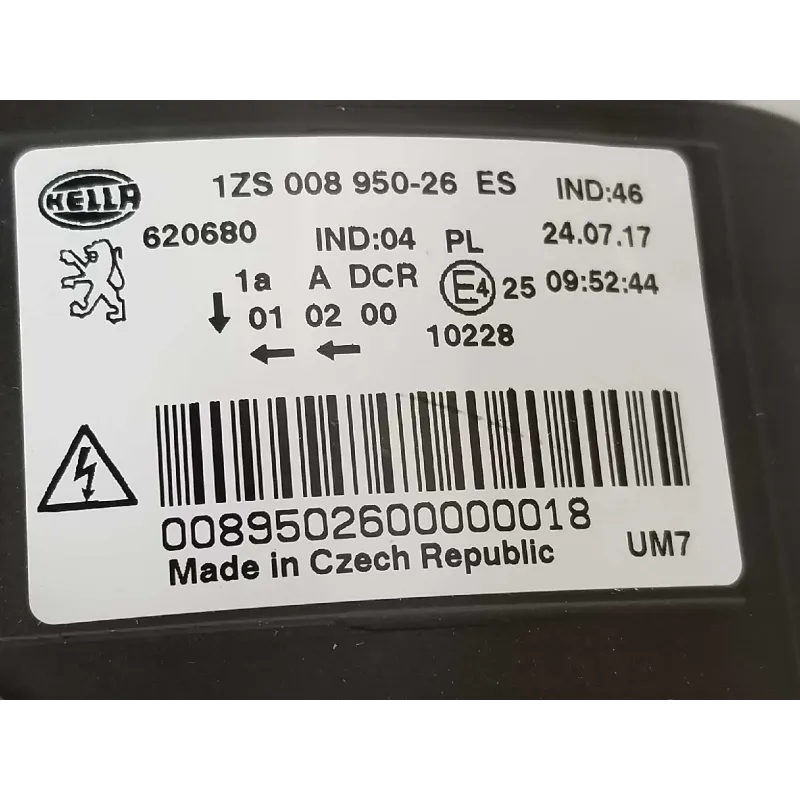 HELLA 1ZS 008 950-26 ES IND:46
620680 IND:04 PL 24.07.17
1a A DCR E4 25 09:52:44
01 02 00 10228
0089502600000018
Made in Czech Republic UM7